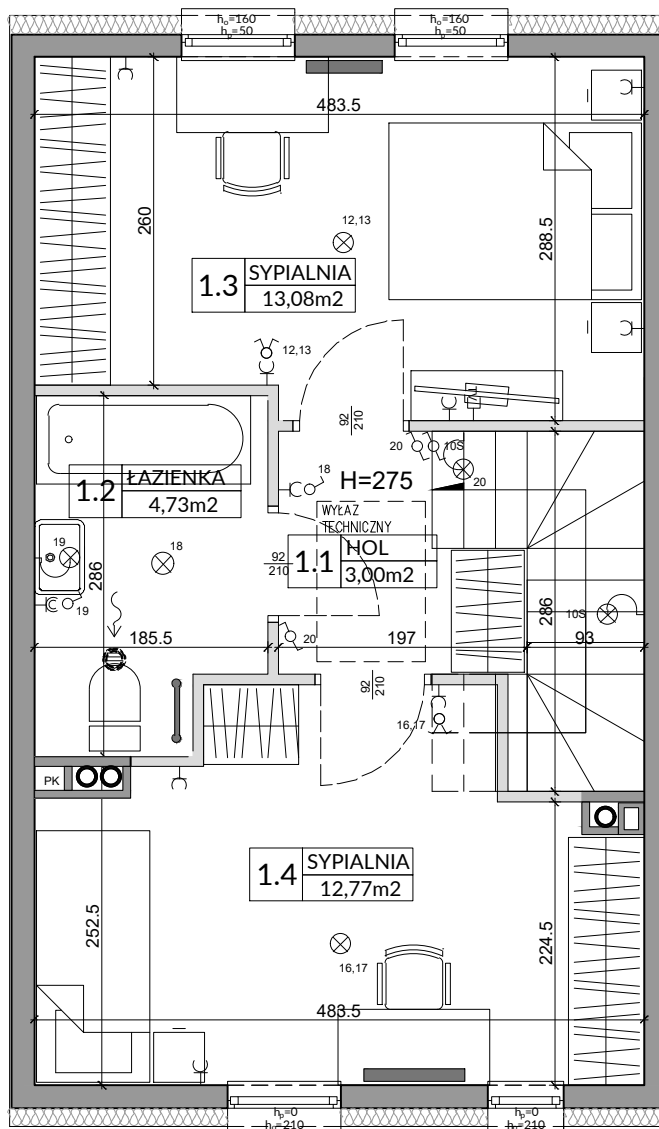 hₒ=160
hₚ=50
hₒ=160
hₚ=50
483.5
260
288.5
12,13
1.3
SYPIALNIA
13,08m2
12,13
92
210
20
10S
18
H=275
20
1.2
ŁAZIENKA
4,73m2
WYŁAZ
TECHNICZNY
19
18
286
92
210
1.1
HOL
3,00m2
286
19
10S
185.5
20
197
93
92
210
16,17
PK
1.4
SYPIALNIA
12,77m2
252.5
224.5
16,17
483.5
hₚ=0
hₒ=210
hₚ=0
hₒ=210